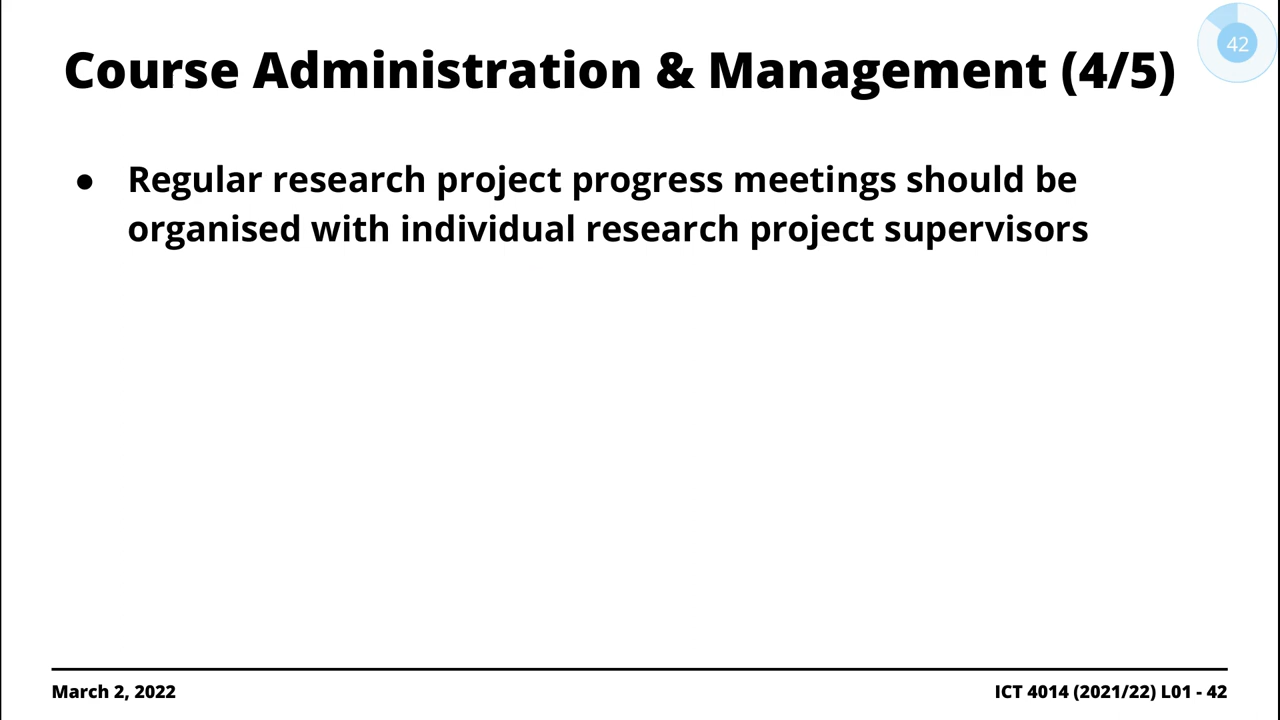 Course Administration & Management (4/5)
42
● Regular research project progress meetings should be
organised with individual research project supervisors
March 2, 2022
ICT 4014 (2021/22) L01 - 42